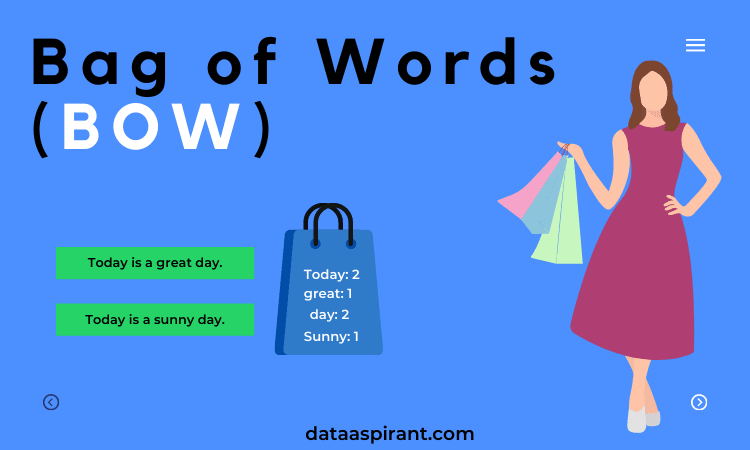 Bag of Words
(BOW)
Today is a great day.
Today is a sunny day.
Today: 2
great: 1
day: 2
Sunny: 1
dataaspirant.com